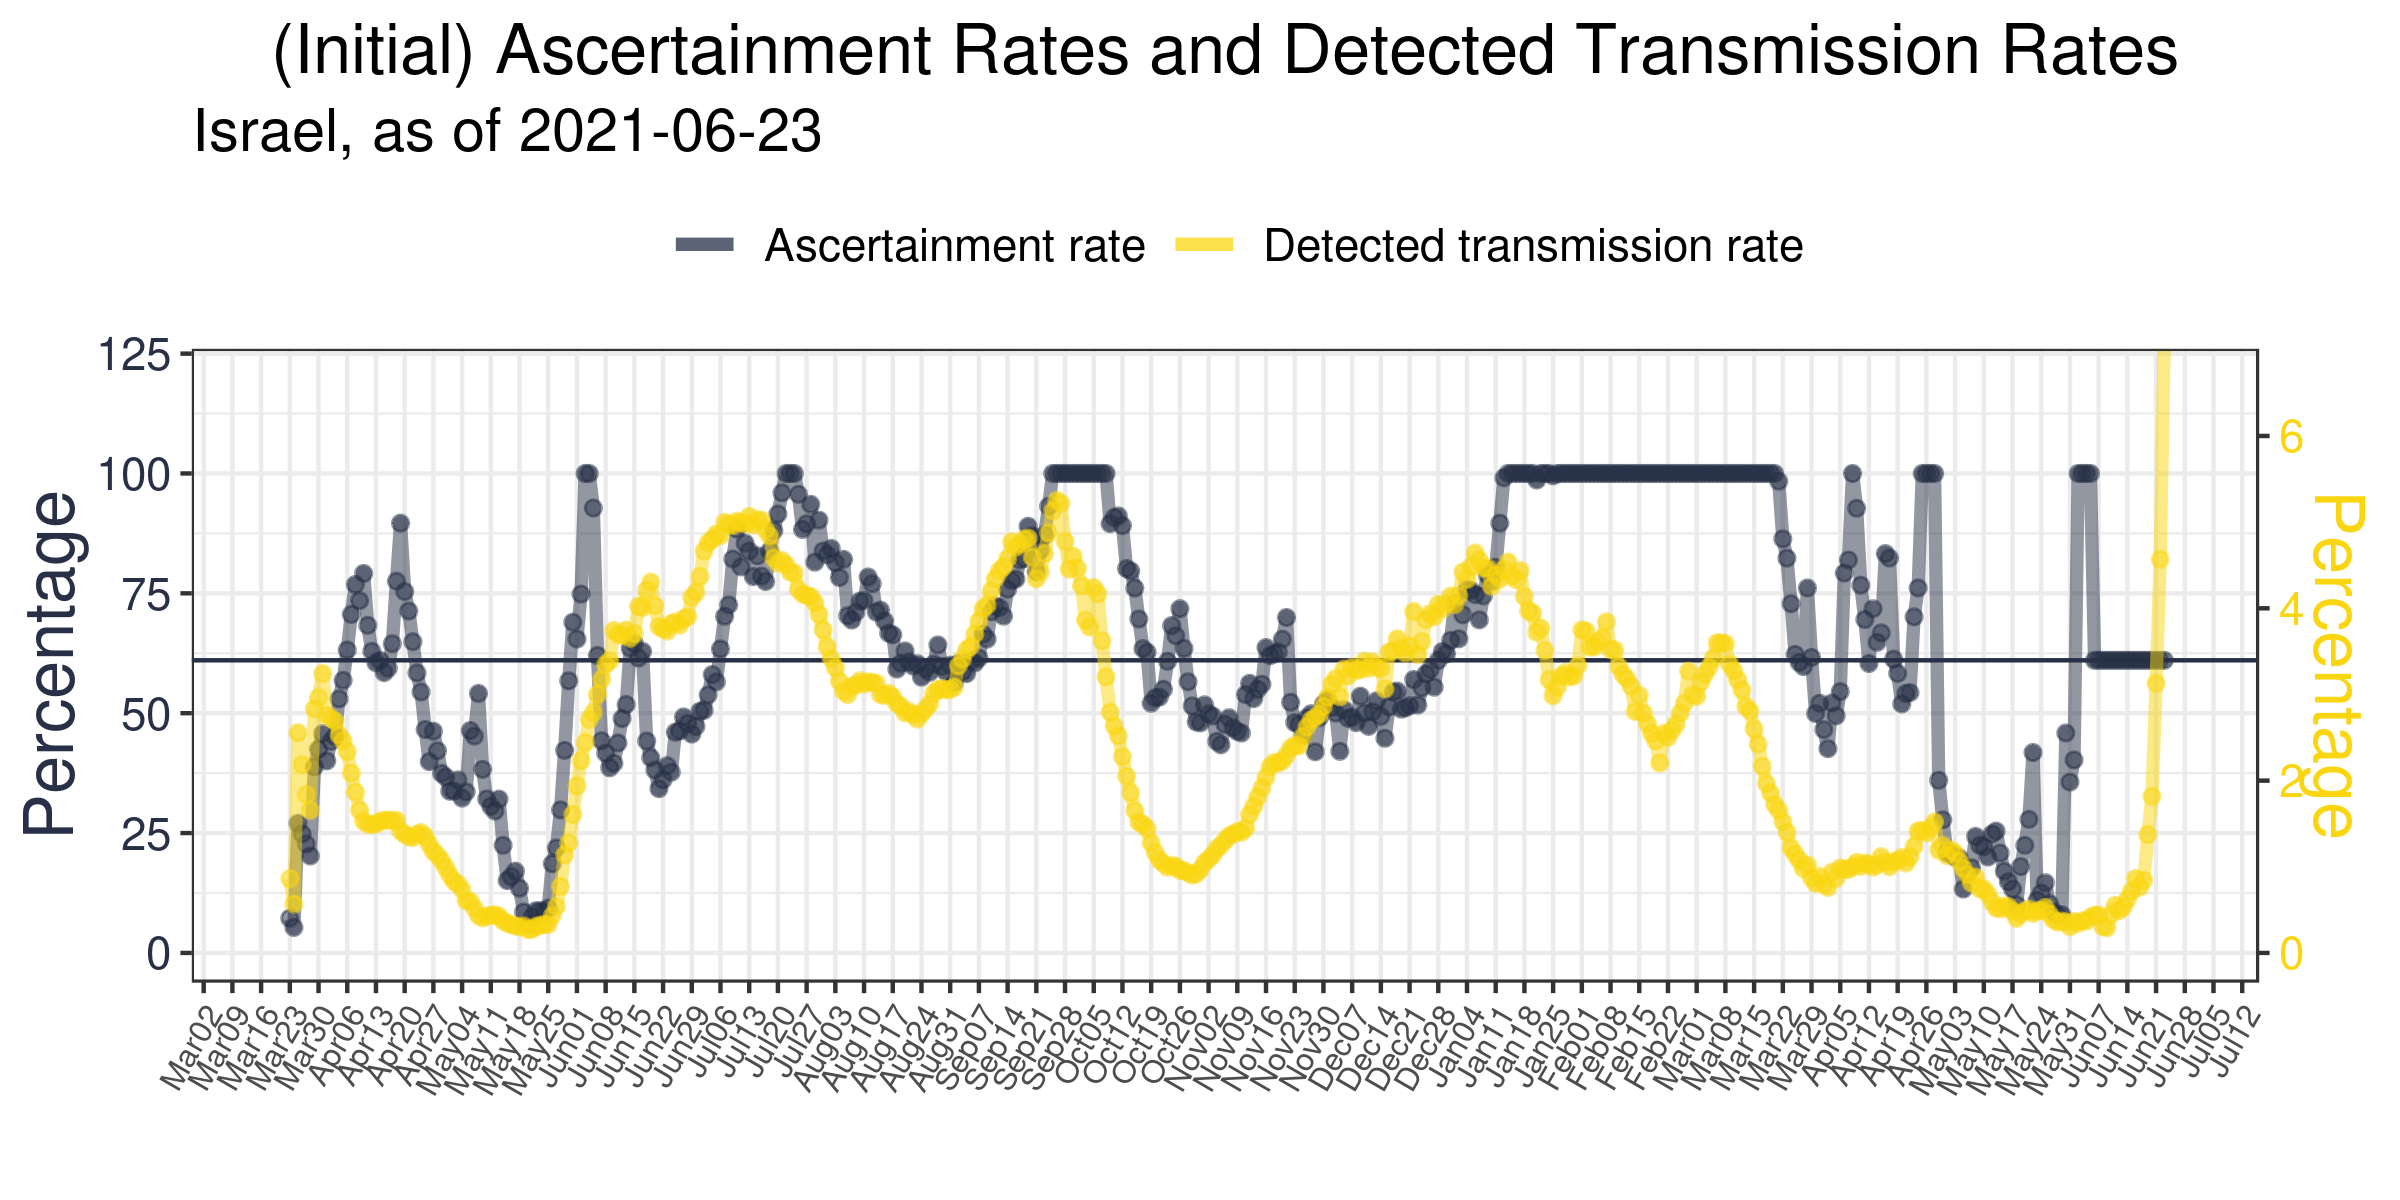 (Initial) Ascertainment Rates and Detected Transmission Rates
Israel, as of 2021-06-23
Ascertainment rate
Detected transmission rate
Percentage
125
100
75
50
25
0
6
4
2
0
Percentage
Mar02
Mar09
Mar16
Mar23
Mar30
Apr06
Apr13
Apr20
Apr27
May04
May11
May18
May25
Jun01
Jun08
Jun15
Jun22
Jun29
Jul06
Jul13
Jul20
Jul27
Aug03
Aug10
Aug17
Aug24
Aug31
Sep07
Sep14
Sep21
Sep28
Oct05
Oct12
Oct19
Oct26
Nov02
Nov09
Nov16
Nov23
Nov30
Dec07
Dec14
Dec21
Dec28
Jan04
Jan11
Jan18
Jan25
Feb01
Feb08
Feb15
Feb22
Mar01
Mar08
Mar15
Mar22
Mar29
Apr05
Apr12
Apr19
Apr26
May03
May10
May17
May24
May31
Jun07
Jun14
Jun21
Jun28
Jul05
Jul12